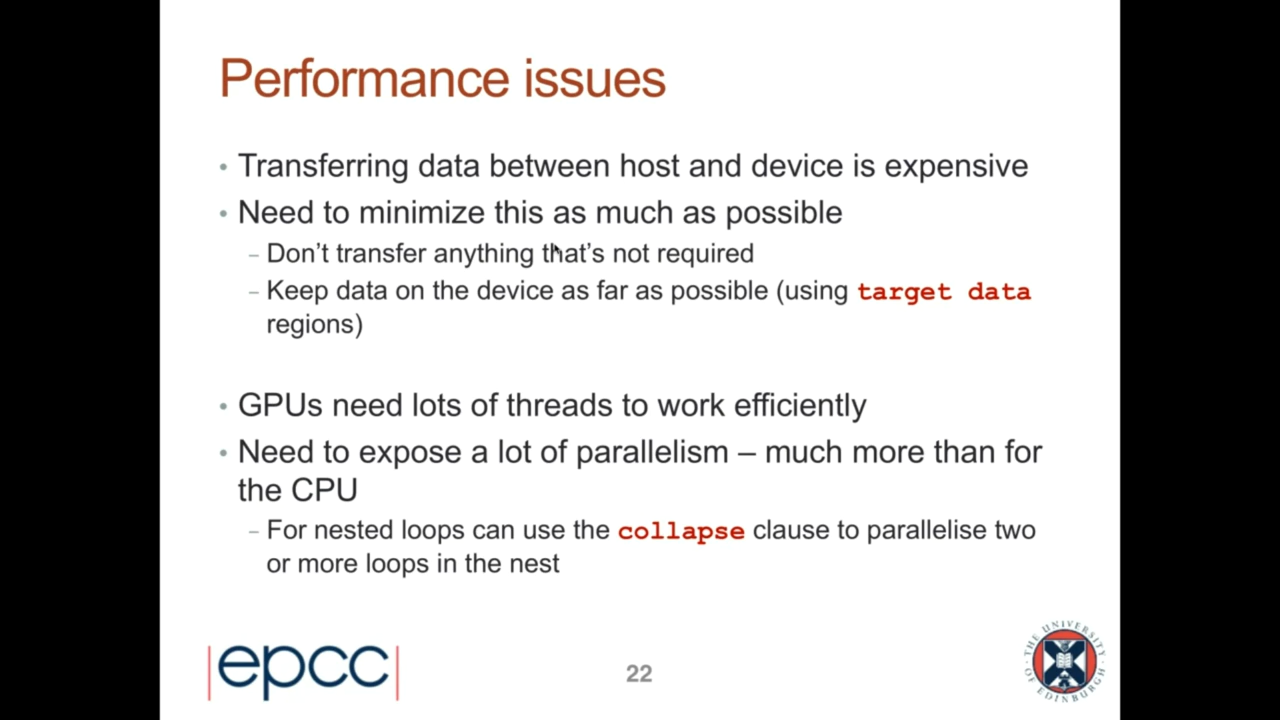 Performance issues
• Transferring data between host and device is expensive
• Need to minimize this as much as possible
– Don’t transfer anything that’s not required
– Keep data on the device as far as possible (using target data
regions)
• GPUs need lots of threads to work efficiently
• Need to expose a lot of parallelism – much more than for
the CPU
– For nested loops can use the collapse clause to parallelise two
or more loops in the nest
|epcc|
22
THE UNIVERSITY
OF EDINBURGH